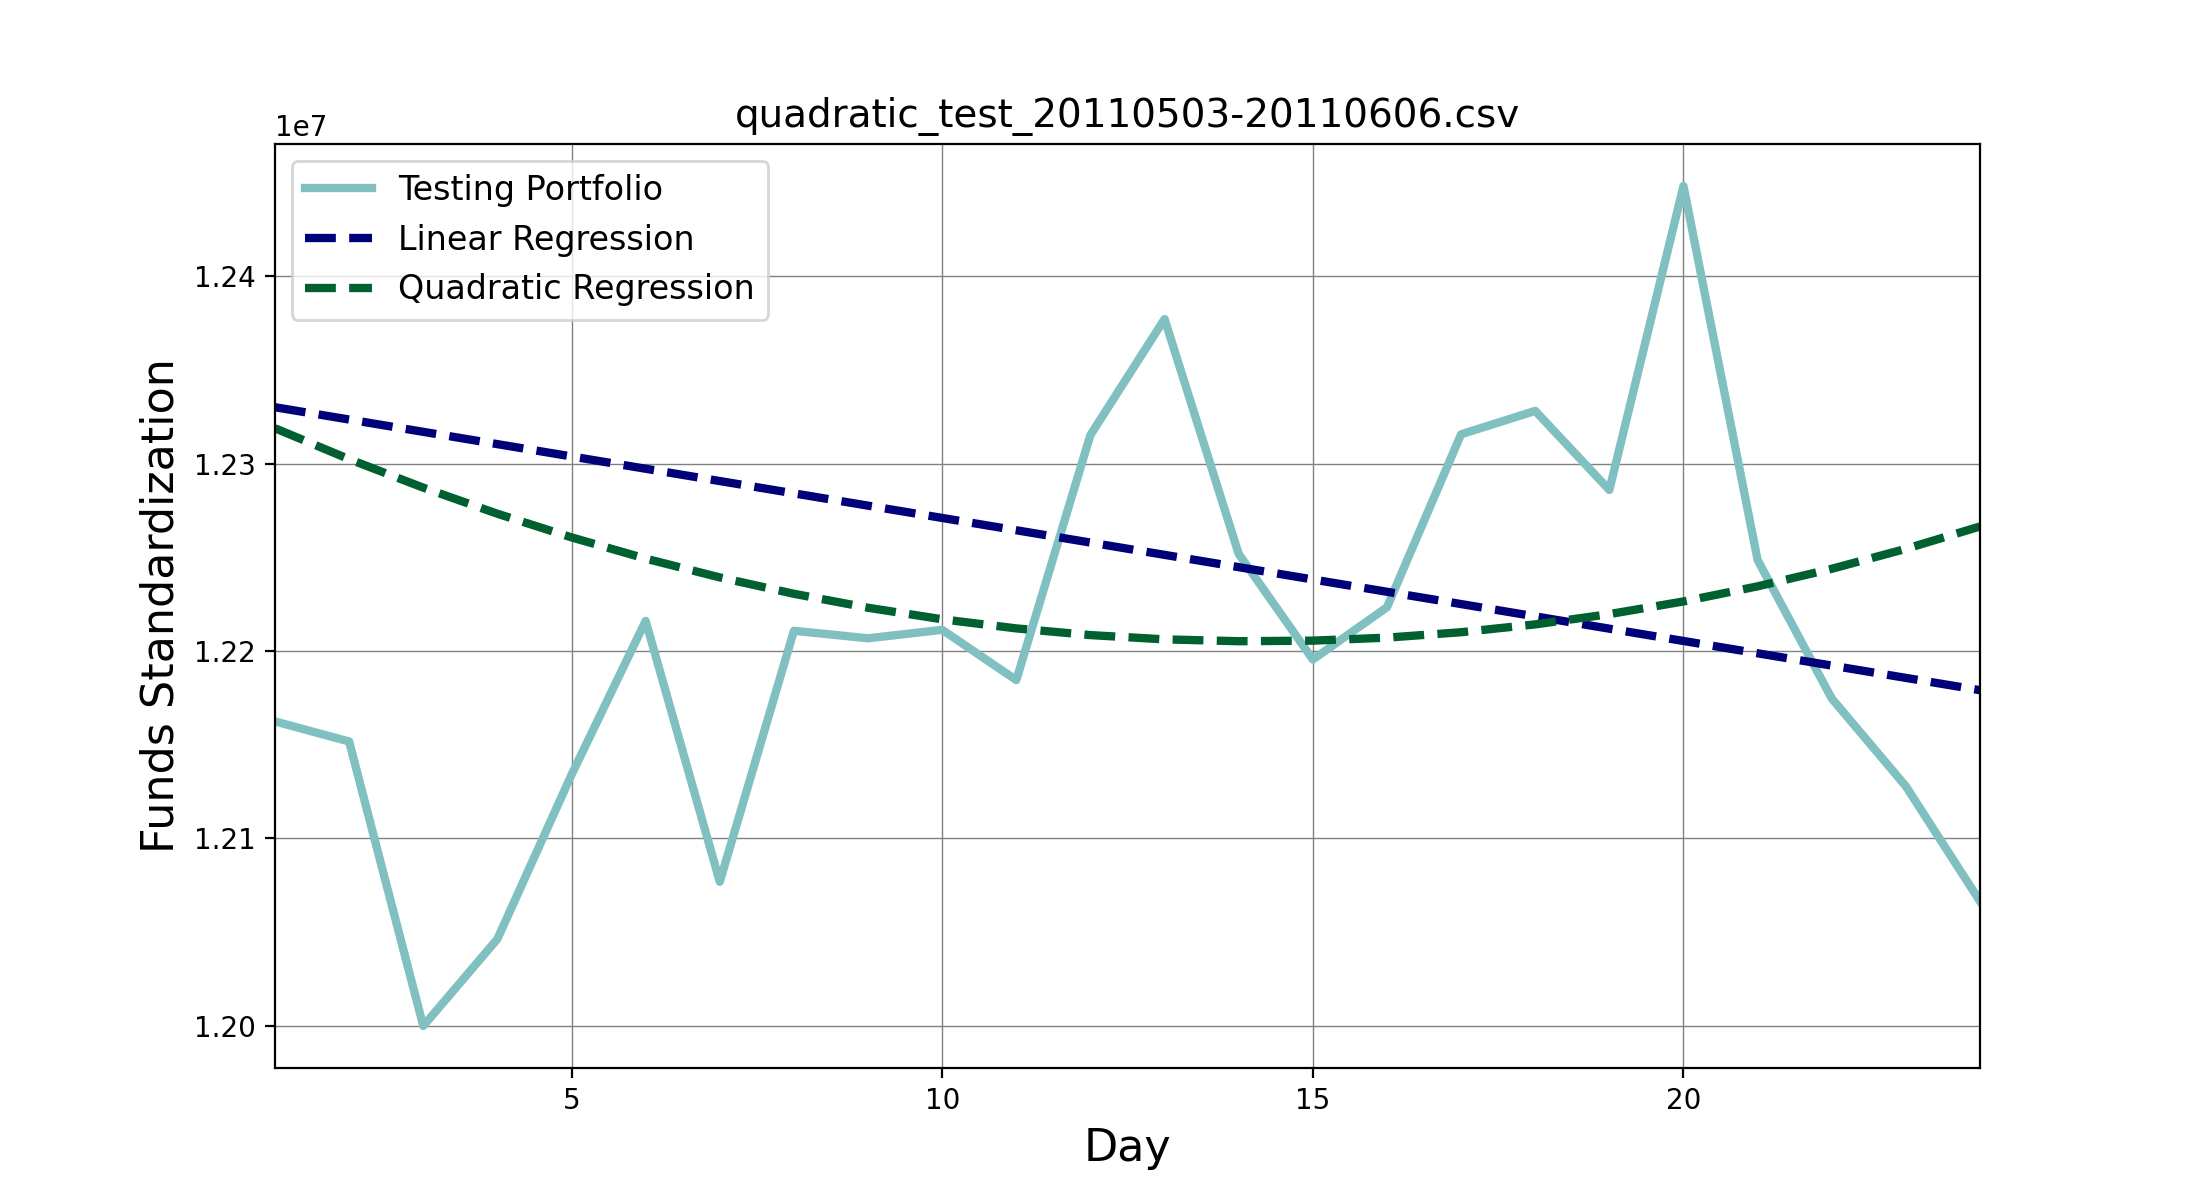 quadratic_test_20110503-20110606.csv
1e7
Testing Portfolio
Linear Regression
Quadratic Regression
1.24
1.23
1.22
1.21
1.20
Funds Standardization
5 10 15 20
Day